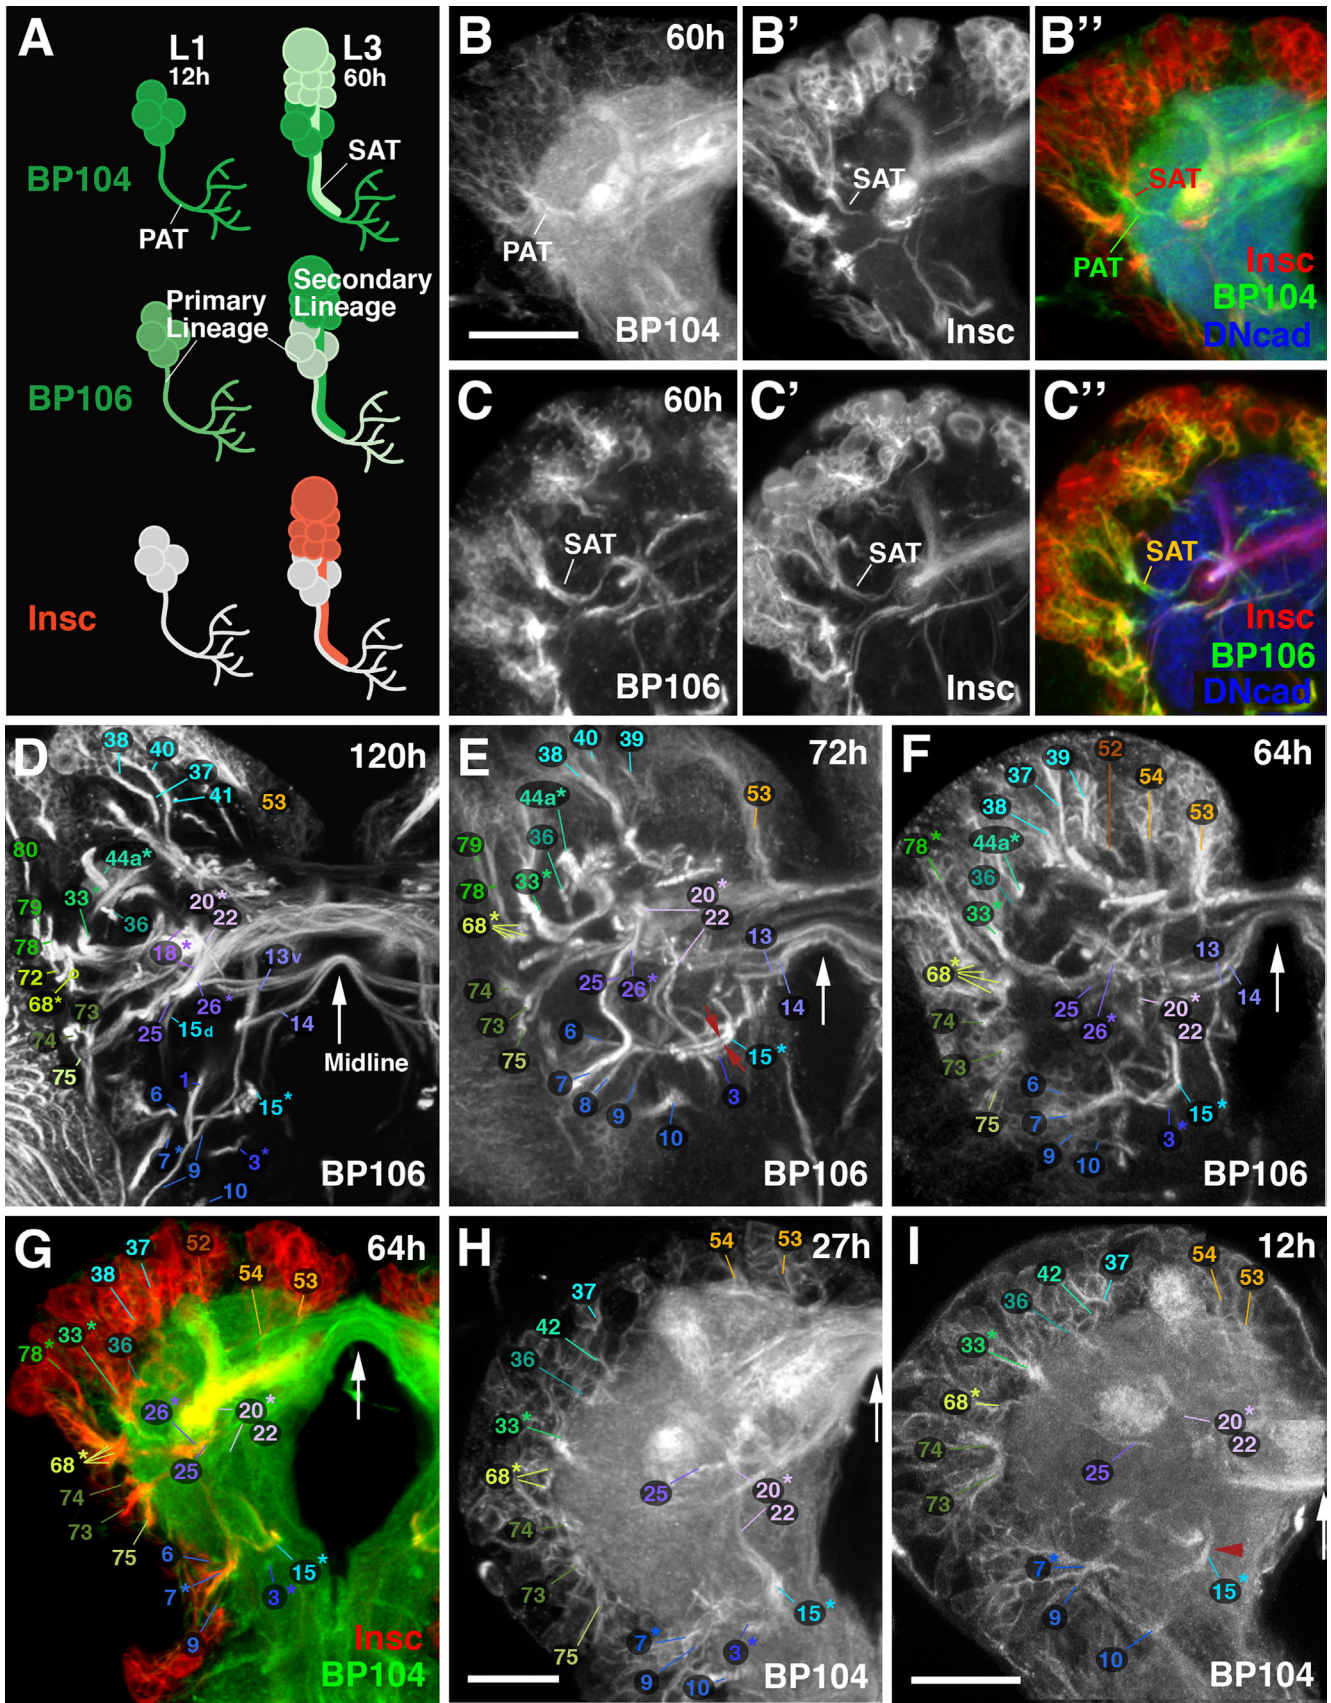 A
L1
12h
L3
60h
SAT
BP104
PAT
Primary
Lineage
Secondary
Lineage
BP106
Insc
B
60h
PAT
BP104
B’
SAT
Insc
B’’
SAT
PAT
Insc
BP104
DNcad
C
60h
SAT
BP106
C’
SAT
Insc
C’’
SAT
Insc
BP106
DNcad
D
120h
38
40
37
41
53
80
44a*
33*
20*
36
22
79
78
18*
13v
72
68*
73
26*
25
15d
14
74
75
Midline
1
6
15*
7*
9
3*
10
BP106
E
72h
40
39
38
44a*
53
79
36
78
33*
20*
68*
22
13
74
25
26*
14
73
75
6
15*
7
8
9
3
10
BP106
F
64h
39
52
37
54
38
53
78*
44a*
36
33*
68*
13
25
14
74
26*
20*
22
73
6
15*
75
7
3*
9
10
BP106
G
64h
37
52
38
54
53
33*
78*
36
26*
20*
22
68*
25
74
73
75
6
15*
7*
3*
9
Insc
BP104
H
27h
54
53
37
42
36
33*
68*
25
20*
22
74
73
15*
75
7*
3*
9
10
BP104
I
12h
54
53
42
37
36
33*
68*
20*
22
74
25
73
7*
15*
9
10
BP104